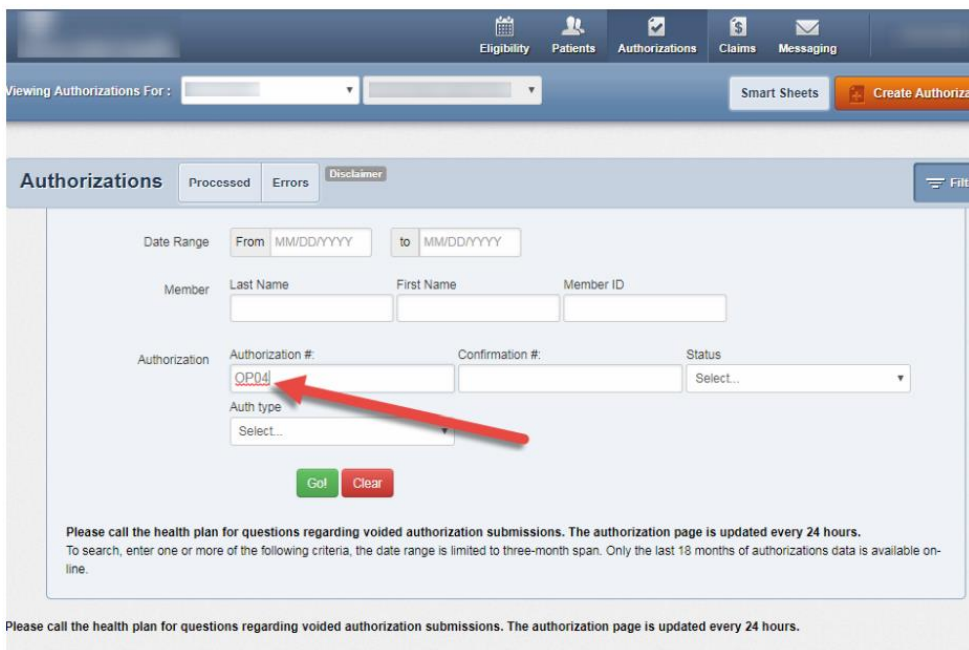 Eligibility Patients Authorizations Claims Messaging
Viewing Authorizations For :
Smart Sheets Create Authoriza
Authorizations Processed Errors Disclaimer Filt
Date Range From MM/DD/YYYY to MM/DD/YYYY
Last Name First Name Member ID
Member
Authorization #: Confirmation #: Status
Authorization
OP04 Select...
Auth type
Select...
Go! Clear
Please call the health plan for questions regarding voided authorization submissions. The authorization page is updated every 24 hours.
To search, enter one or more of the following criteria, the date range is limited to three-month span. Only the last 18 months of authorizations data is available on-
line.
Please call the health plan for questions regarding voided authorization submissions. The authorization page is updated every 24 hours.